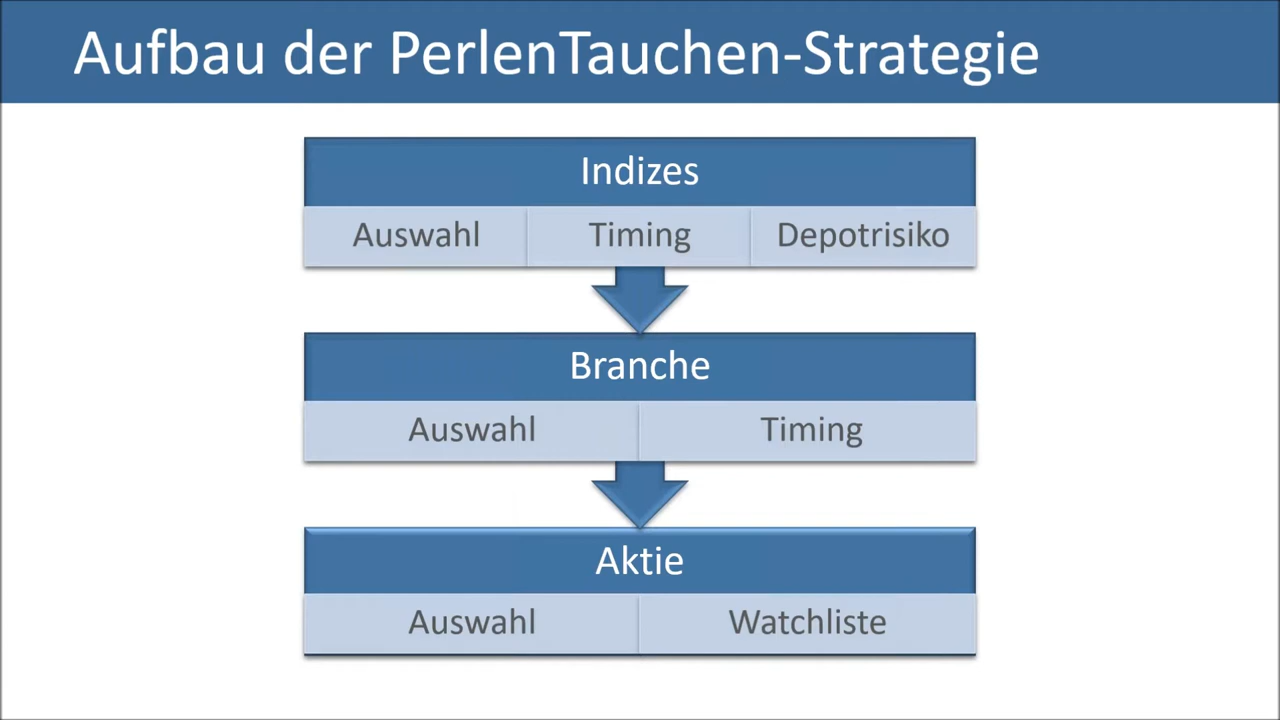 Aufbau der PerlenTauchen-Strategie
Indizes
Auswahl Timing Depotrisiko
Branche
Auswahl Timing
Aktie
Auswahl Watchliste